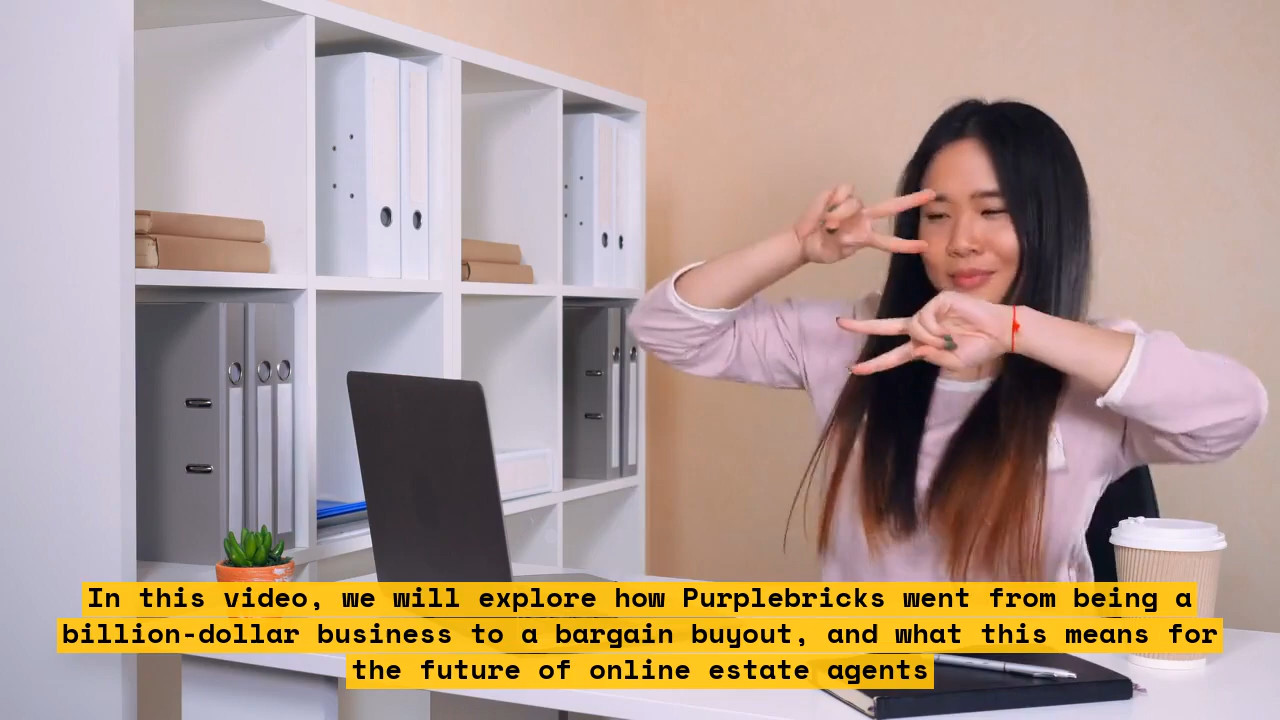 In this video, we will explore how Purplebricks went from being a
billion-dollar business to a bargain buyout, and what this means for
the future of online estate agents